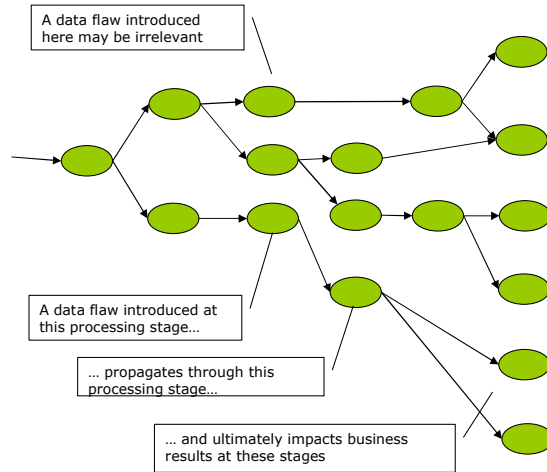 A data flaw introduced
here may be irrelevant
A data flaw introduced at
this processing stage…
… propagates through this
processing stage…
… and ultimately impacts business
results at these stages